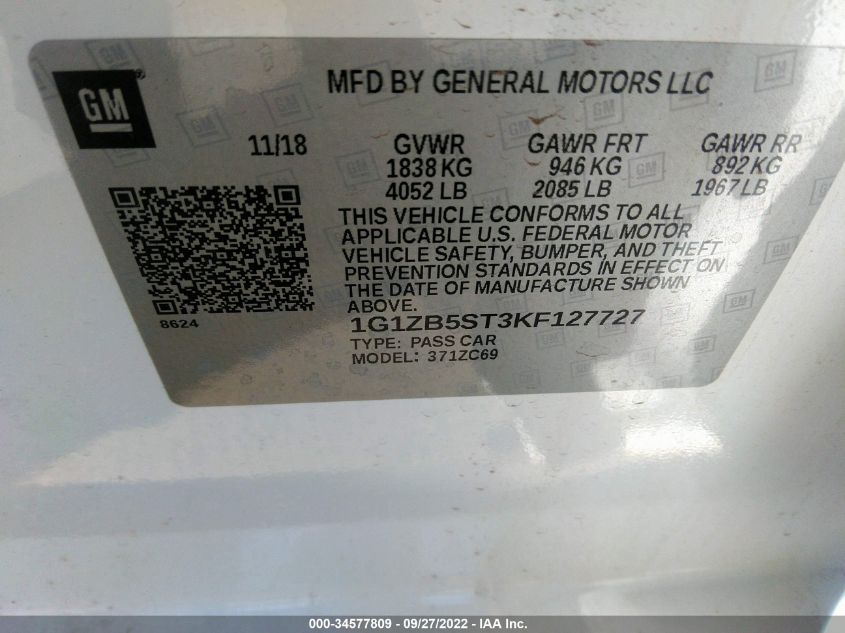 GM®
MFD BY GENERAL MOTORS LLC
11/18 GVWR GAWR FRT GAWR RR
1838 KG 946 KG 892 KG
4052 LB 2085 LB 1967 LB
THIS VEHICLE CONFORMS TO ALL
APPLICABLE U.S. FEDERAL MOTOR
VEHICLE SAFETY, BUMPER, AND THEFT
PREVENTION STANDARDS IN EFFECT ON
THE DATE OF MANUFACTURE SHOWN
ABOVE.
8624
1G1ZB5ST3KF127727
TYPE: PASS CAR
MODEL: 371ZC69
000-34577809 - 09/27/2022 - IAA Inc.